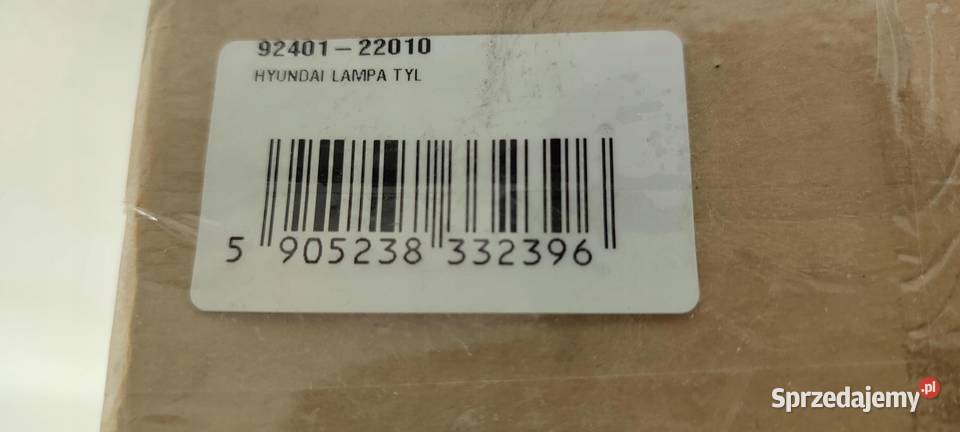 92401-22010
HYUNDAI LAMPA TYL
5 905238 332396
Sprzedajemy.pl